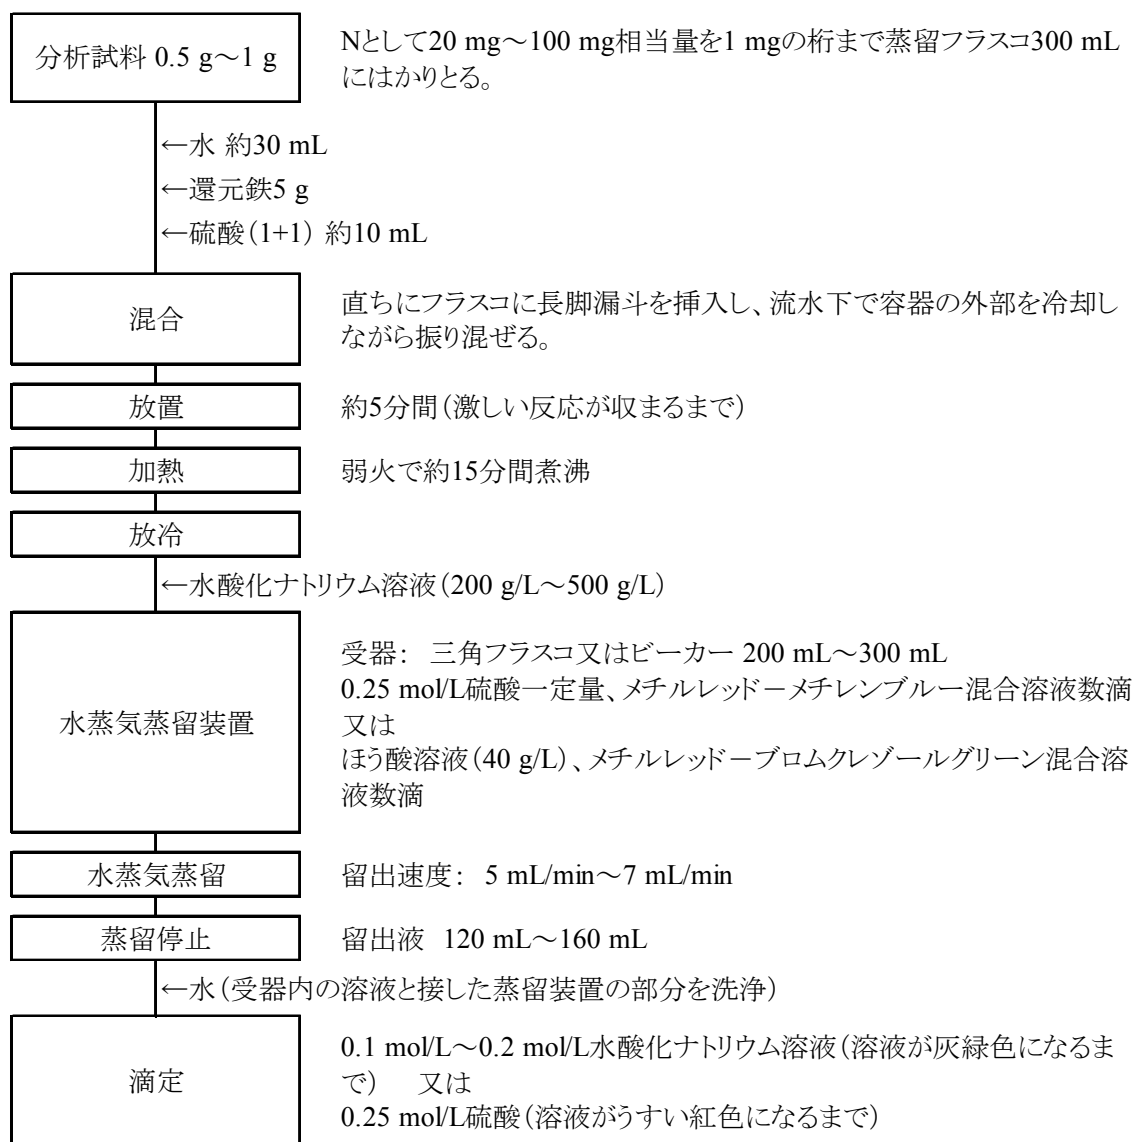 分析試料 0.5 g～1 g
Nとして20 mg～100 mg相当量を1 mgの桁まで蒸留フラスコ300 mL
にはかりとる。
←水 約30 mL
←還元鉄5 g
←硫酸(1+1) 約10 mL
混合
直ちにフラスコに長脚漏斗を挿入し、流水下で容器の外部を冷却し
ながら振り混ぜる。
放置
約5分間(激しい反応が収まるまで)
加熱
弱火で約15分間煮沸
放冷
←水酸化ナトリウム溶液(200 g/L～500 g/L)
水蒸気蒸留装置
受器： 三角フラスコ又はビーカー 200 mL～300 mL
0.25 mol/L硫酸一定量、メチルレッド－メチレンブルー混合溶液数滴
又は
ほう酸溶液(40 g/L)、メチルレッド－ブロムクレゾールグリーン混合溶
液数滴
水蒸気蒸留
留出速度： 5 mL/min～7 mL/min
蒸留停止
留出液 120 mL～160 mL
←水(受器内の溶液と接した蒸留装置の部分を洗浄)
滴定
0.1 mol/L～0.2 mol/L水酸化ナトリウム溶液(溶液が灰緑色になるま
で) 又は
0.25 mol/L硫酸(溶液がうすい紅色になるまで)